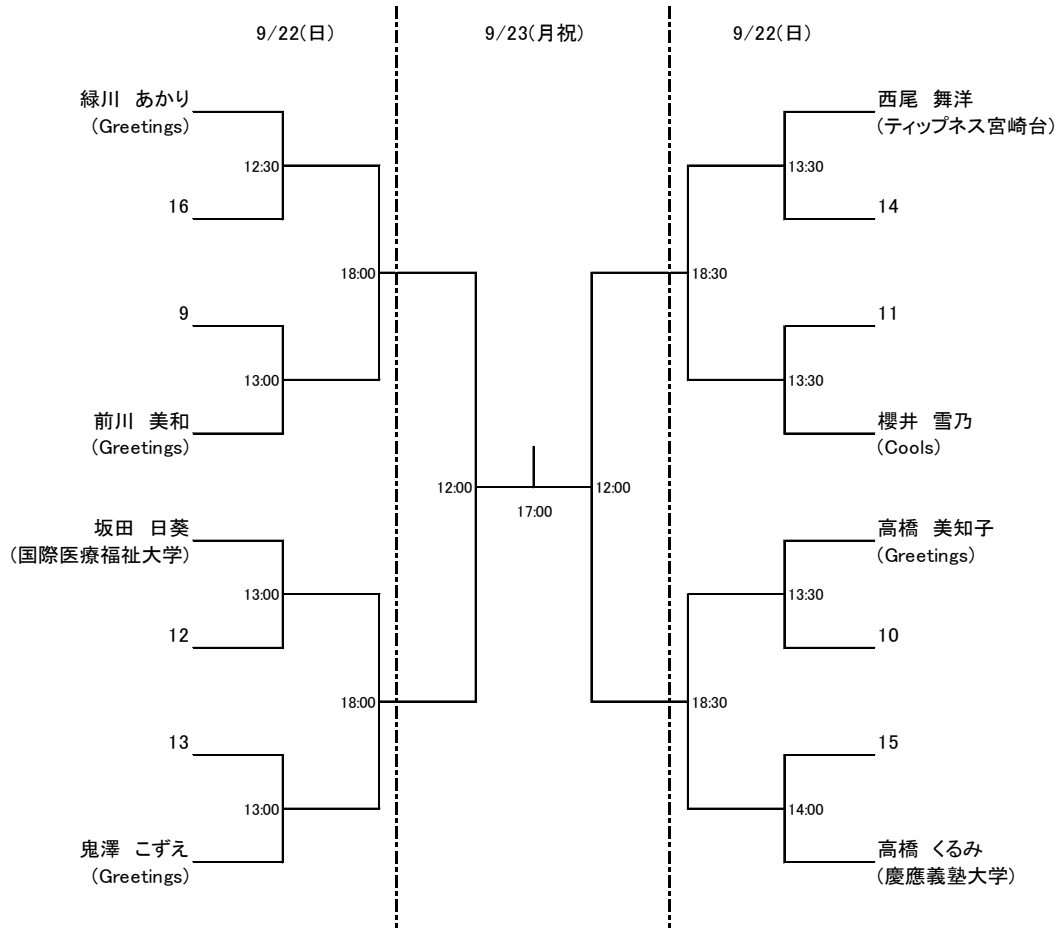 9/22(日)
9/23(月祝)
9/22(日)
緑川 あかり
(Greetings)
12:30
16
18:00
9
13:00
前川 美和
(Greetings)
坂田 日葵
(国際医療福祉大学)
13:00
12
18:00
13
13:00
鬼澤 こずえ
(Greetings)
12:00
17:00
12:00
西尾 舞洋
(ティップネス宮崎台)
13:30
14
18:30
11
13:30
櫻井 雪乃
(Cools)
高橋 美知子
(Greetings)
13:30
10
18:30
15
14:00
高橋 くるみ
(慶應義塾大学)